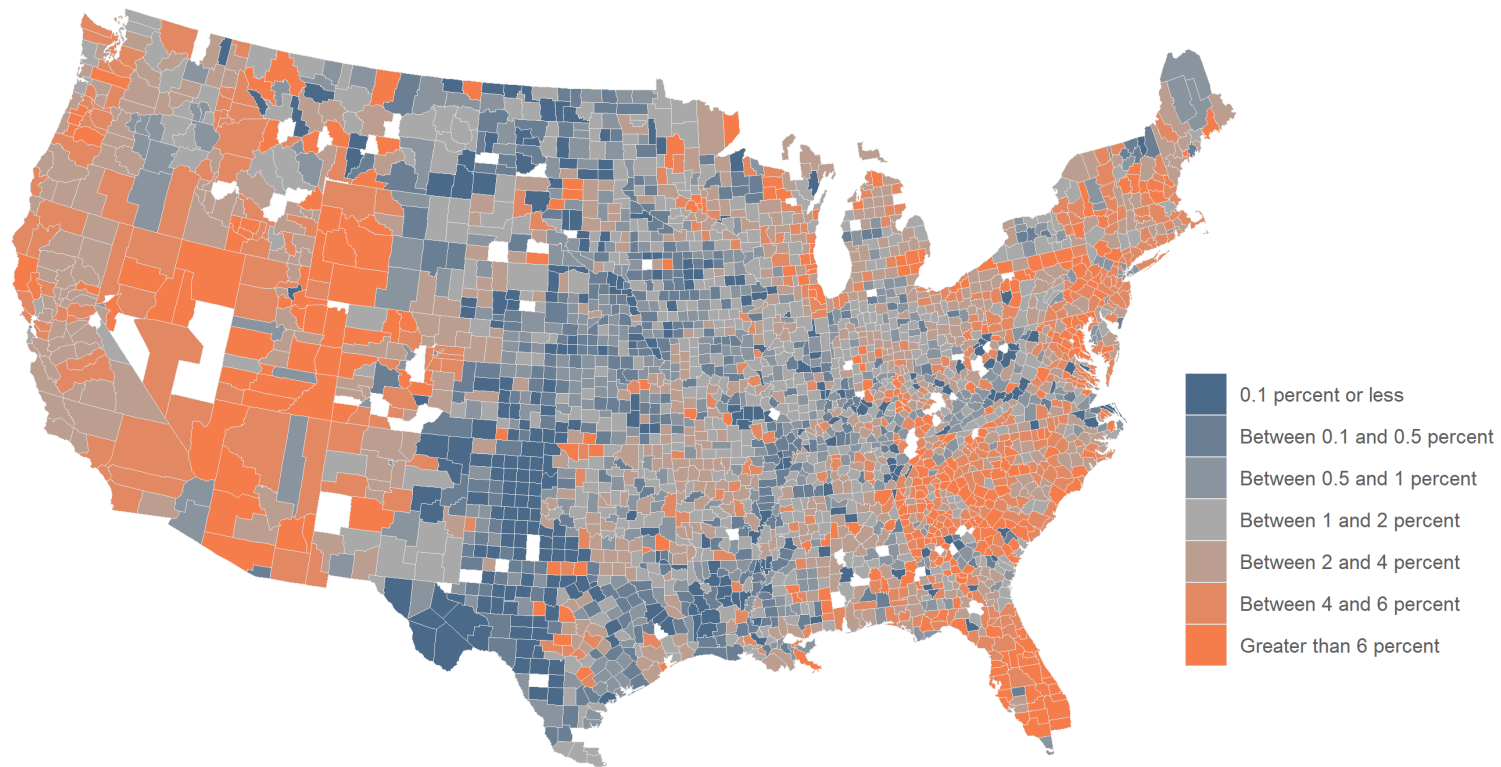 0.1 percent or less
Between 0.1 and 0.5 percent
Between 0.5 and 1 percent
Between 1 and 2 percent
Between 2 and 4 percent
Between 4 and 6 percent
Greater than 6 percent